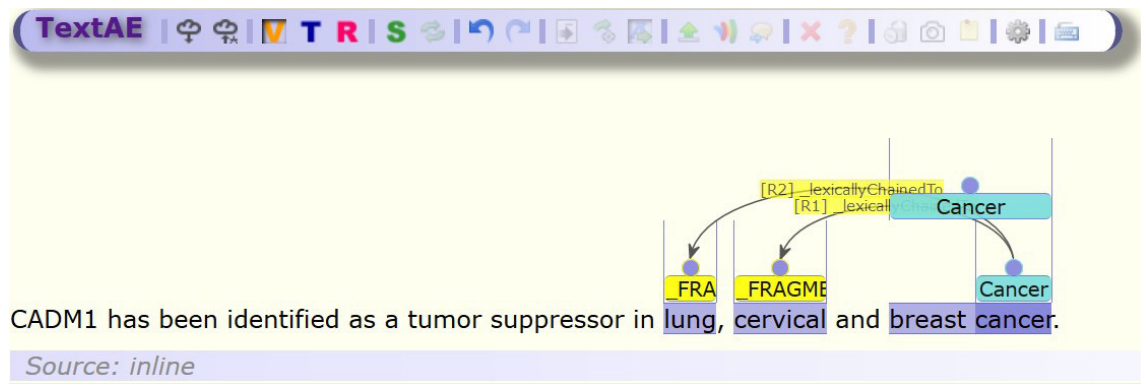 TextAE V T R S ?
[R2] _lexicallyChainedTo
[R1] _lexicallyChai
Cancer
_FRA _FRAGME Cancer
CADM1 has been identified as a tumor suppressor in lung, cervical and breast cancer.
Source: inline